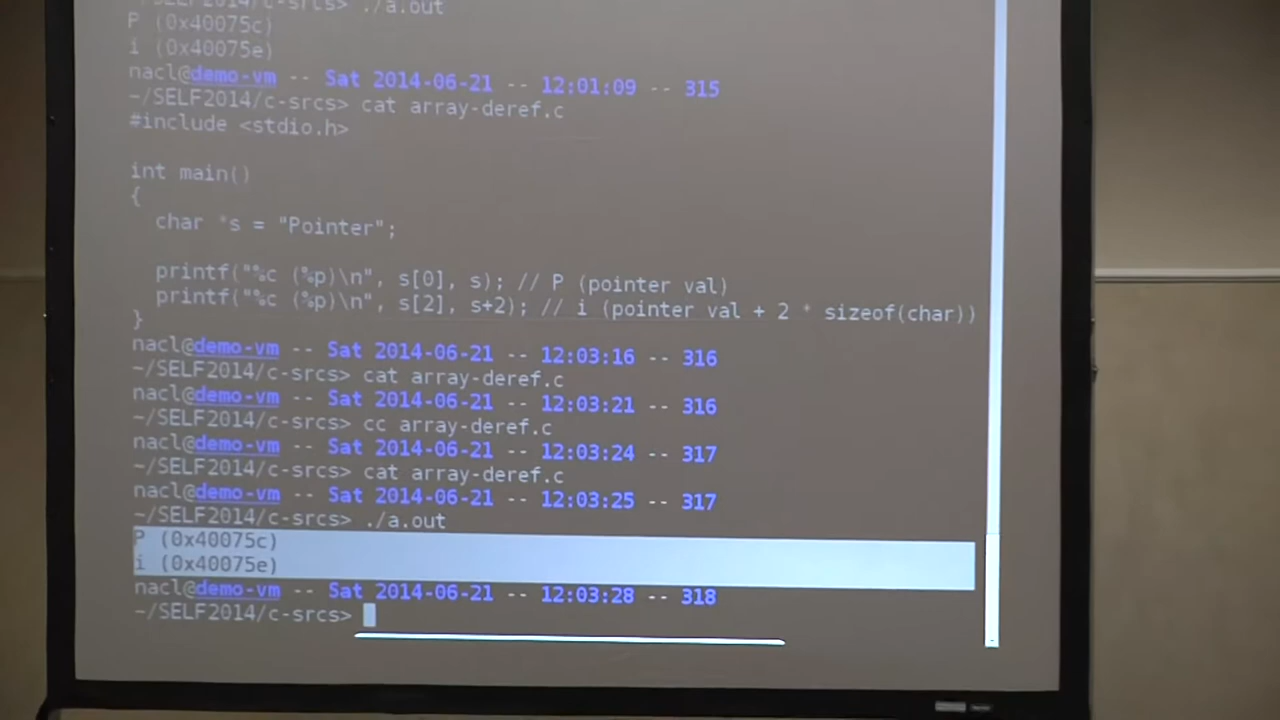 ~/SELF2014/c-srcs> ./a.out
P (0x40075c)
i (0x40075e)
nacl@demo-vm -- Sat 2014-06-21 -- 12:01:09 -- 315
~/SELF2014/c-srcs> cat array-deref.c
#include <stdio.h>
int main()
{
char *s = "Pointer";
printf("%c (%p)\n", s[0], s); // P (pointer val)
printf("%c (%p)\n", s[2], s+2); // i (pointer val + 2 * sizeof(char))
}
nacl@demo-vm -- Sat 2014-06-21 -- 12:03:16 -- 316
~/SELF2014/c-srcs> cat array-deref.c
nacl@demo-vm -- Sat 2014-06-21 -- 12:03:21 -- 316
~/SELF2014/c-srcs> cc array-deref.c
nacl@demo-vm -- Sat 2014-06-21 -- 12:03:24 -- 317
~/SELF2014/c-srcs> cat array-deref.c
nacl@demo-vm -- Sat 2014-06-21 -- 12:03:25 -- 317
~/SELF2014/c-srcs> ./a.out
P (0x40075c)
i (0x40075e)
nacl@demo-vm -- Sat 2014-06-21 -- 12:03:28 -- 318
~/SELF2014/c-srcs>